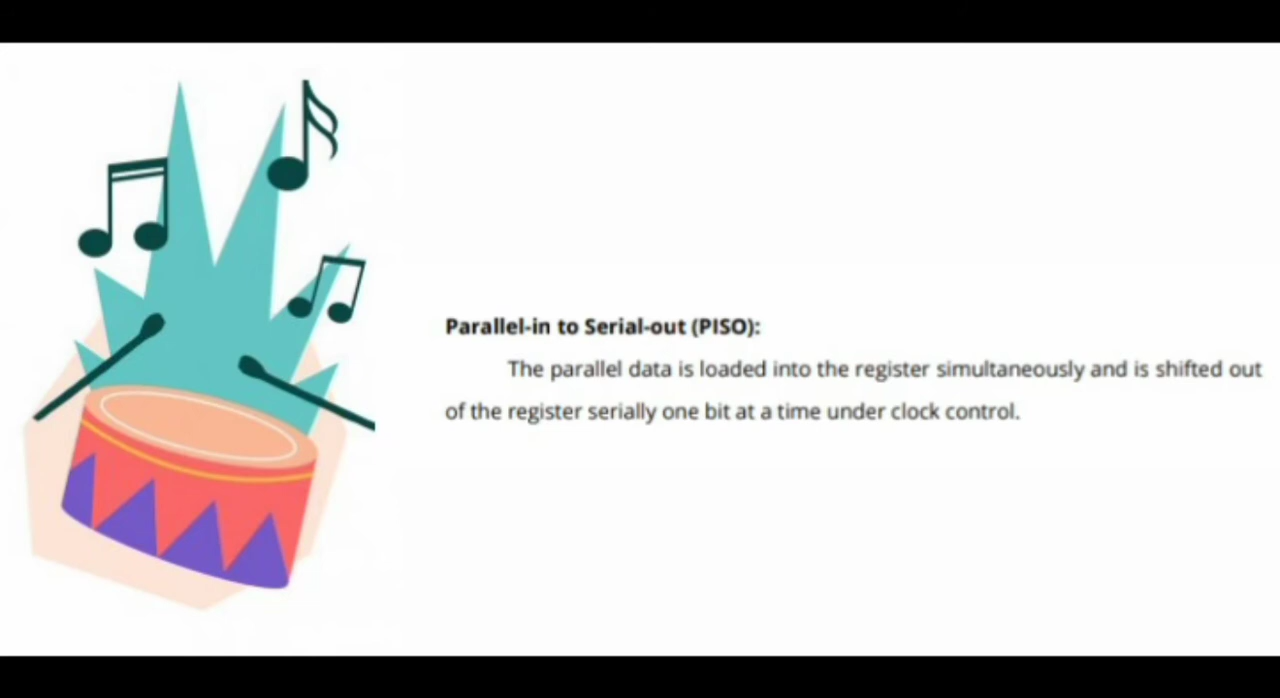 Parallel-in to Serial-out (PISO):
The parallel data is loaded into the register simultaneously and is shifted out
of the register serially one bit at a time under clock control.